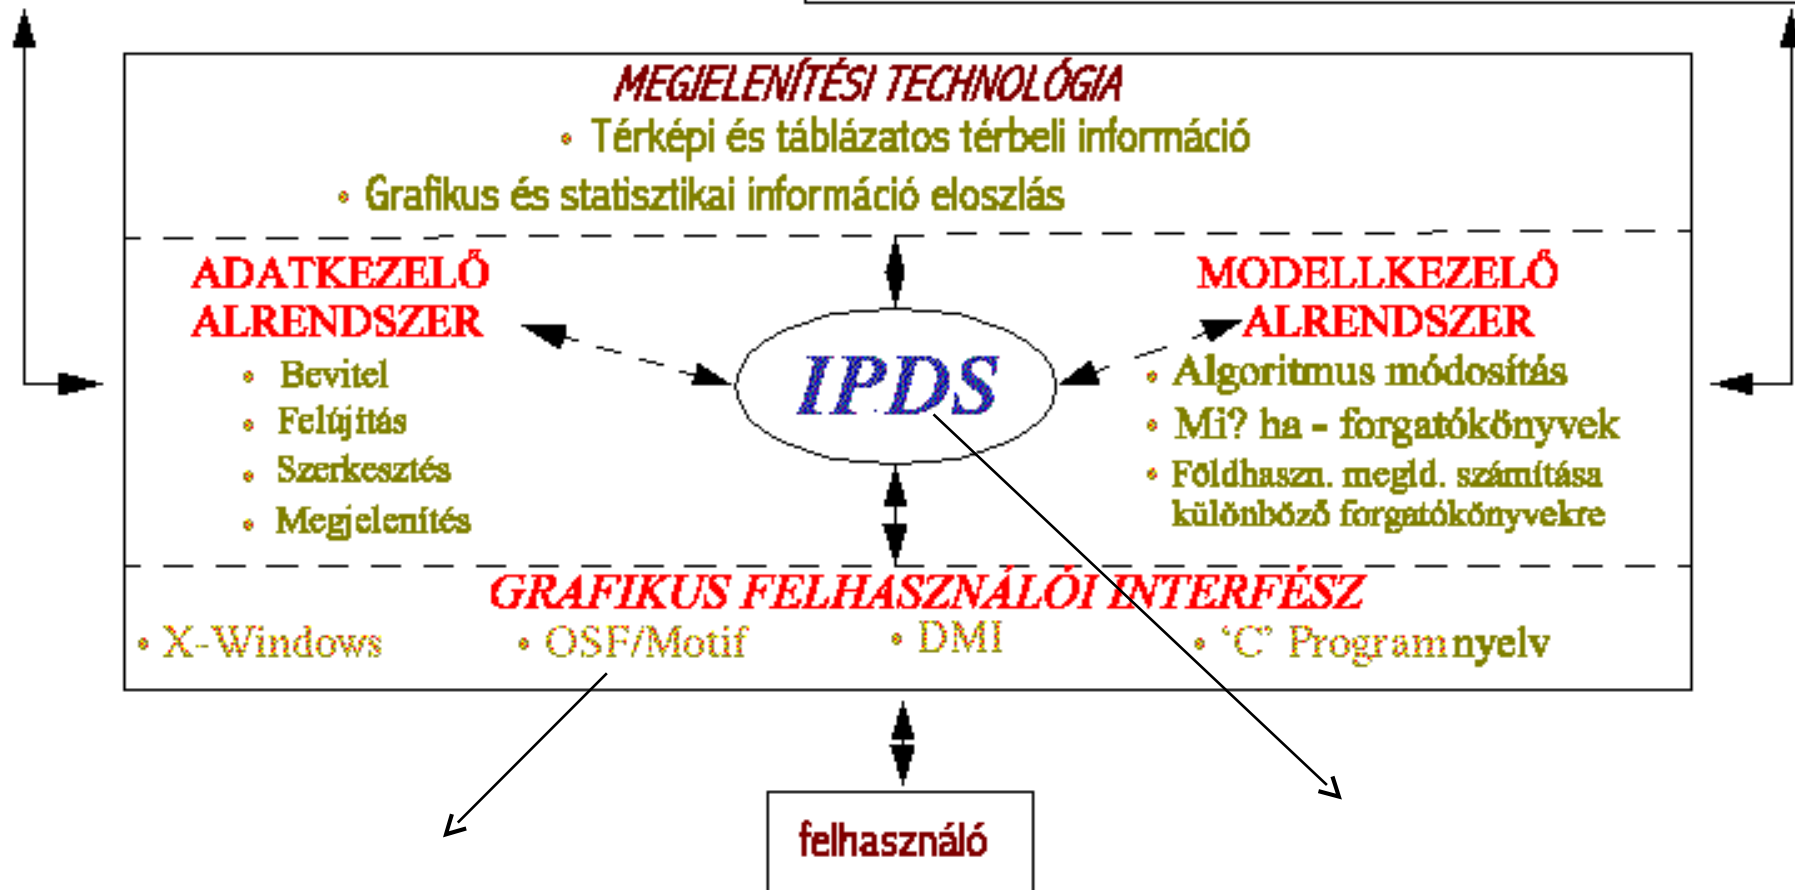 MEGJELENÍTÉSI TECHNOLÓGIA
• Térképi és táblázatos térbeli információ
• Grafikus és statisztikai információ eloszlás
ADATKEZELŐ
ALRENDSZER
• Bevitel
• Felújítás
• Szerkesztés
• Megjelenítés
IPDS
MODELLKEZELŐ
ALRENDSZER
• Algoritmus módosítás
• Mi? ha - forgatókönyvek
• Földhaszn. megld. számítása
különböző forgatókönyvekre
GRAFIKUS FELHASZNÁLÓI INTERFÉSZ
• X-Windows • OSF/Motif • DMI • 'C' Programnyelv
felhasználó